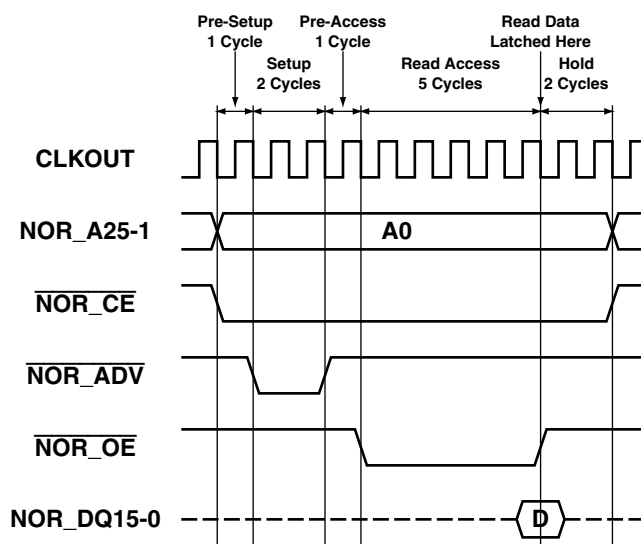 Pre-Setup
1 Cycle
Pre-Access
1 Cycle
Read Data
Latched Here
Setup
2 Cycles
Read Access
5 Cycles
Hold
2 Cycles
CLKOUT
NOR_A25-1
A0
NOR_CE
NOR_ADV
NOR_OE
NOR_DQ15-0
D